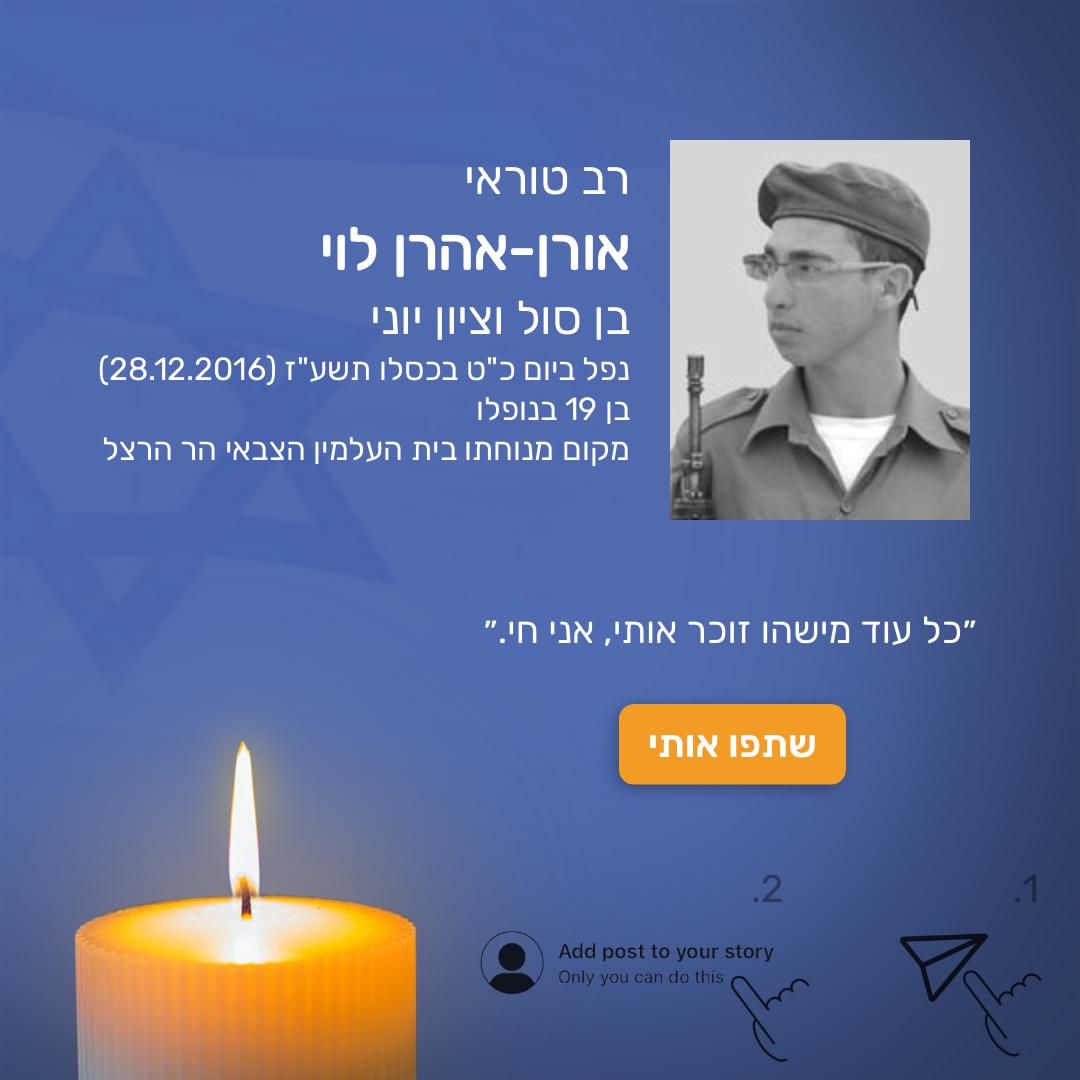 רב טוראי
אורן-אהרן לוי
בן סול וציון יוני
נפל ביום כ"ט בכסלו תשע"ז (28.12.2016)
בן 19 בנופלו
מקום מנוחתו בית העלמין הצבאי הר הרצל
״כל עוד מישהו זוכר אותי, אני חי.״
שתפו אותי
1.
2.
Add post to your story
Only you can do this